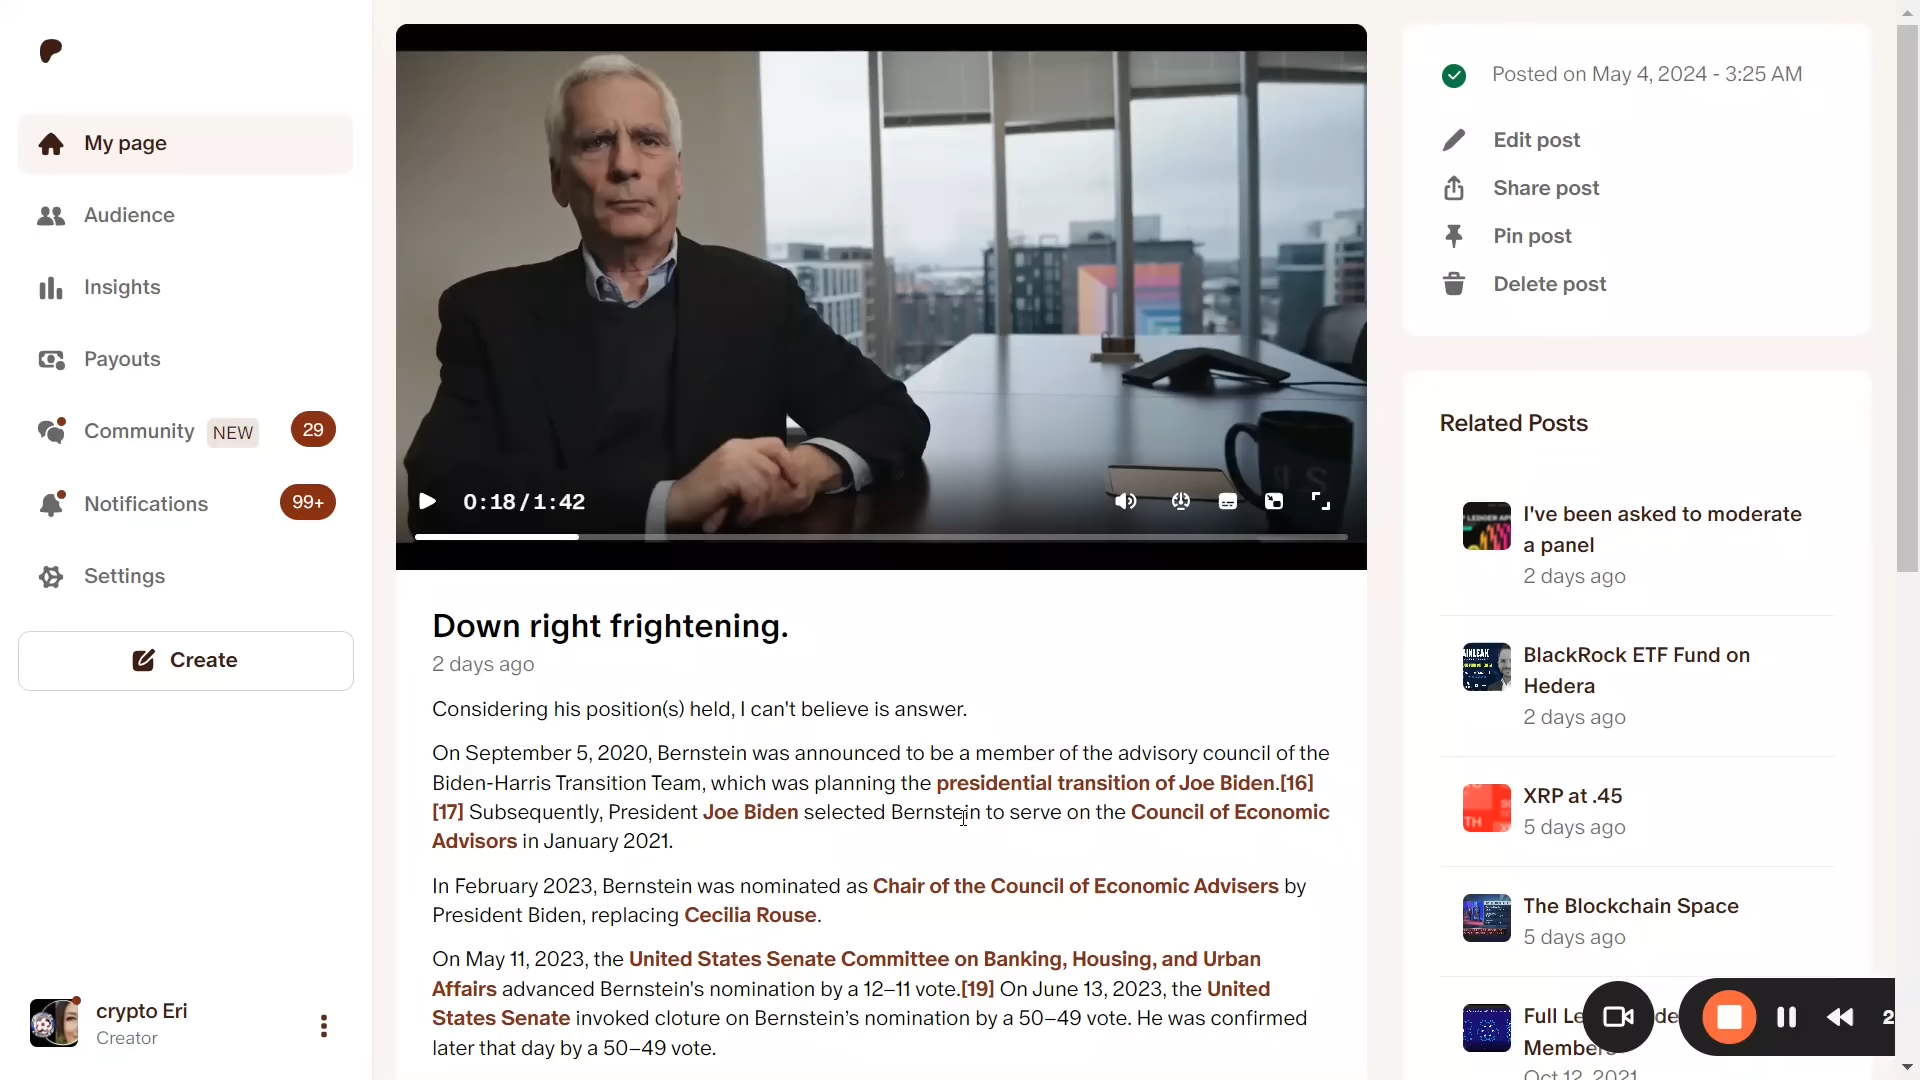 My page
Audience
Insights
Payouts
Community NEW 29
Notifications 99+
Settings
Create
crypto Eri
Creator
0:18 / 1:42
Down right frightening.
2 days ago
Considering his position(s) held, I can't believe is answer.
On September 5, 2020, Bernstein was announced to be a member of the advisory council of the
Biden-Harris Transition Team, which was planning the presidential transition of Joe Biden.[16]
[17] Subsequently, President Joe Biden selected Bernstein to serve on the Council of Economic
Advisors in January 2021.
In February 2023, Bernstein was nominated as Chair of the Council of Economic Advisers by
President Biden, replacing Cecilia Rouse.
On May 11, 2023, the United States Senate Committee on Banking, Housing, and Urban
Affairs advanced Bernstein's nomination by a 12–11 vote.[19] On June 13, 2023, the United
States Senate invoked cloture on Bernstein's nomination by a 50–49 vote. He was confirmed
later that day by a 50–49 vote.
Posted on May 4, 2024 - 3:25 AM
Edit post
Share post
Pin post
Delete post
Related Posts
I've been asked to moderate
a panel
2 days ago
BlackRock ETF Fund on
Hedera
2 days ago
XRP at .45
5 days ago
The Blockchain Space
5 days ago
Full
Members
Oct 12, 2021
2